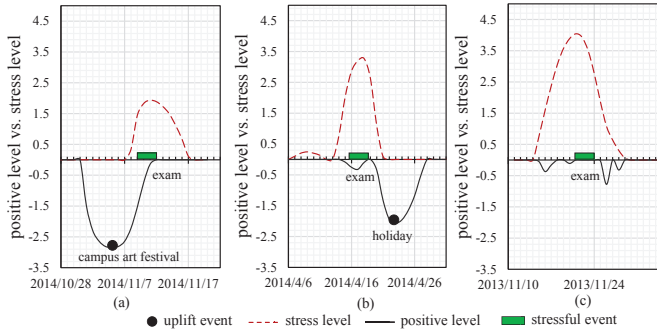 positive level vs. stress level
4.5
3.5
2.5
1.5
0.5
-0.5
-1.5
-2.5
-3.5
exam
campus art festival
2014/10/28 2014/11/7 2014/11/17
(a)
positive level vs. stress level
4.5
3.5
2.5
1.5
0.5
-0.5
-1.5
-2.5
-3.5
exam
holiday
2014/4/6 2014/4/16 2014/4/26
(b)
positive level vs. stress level
4.5
3.5
2.5
1.5
0.5
-0.5
-1.5
-2.5
-3.5
exam
2013/11/10 2013/11/24
(c)
uplift event stress level positive level stressful event